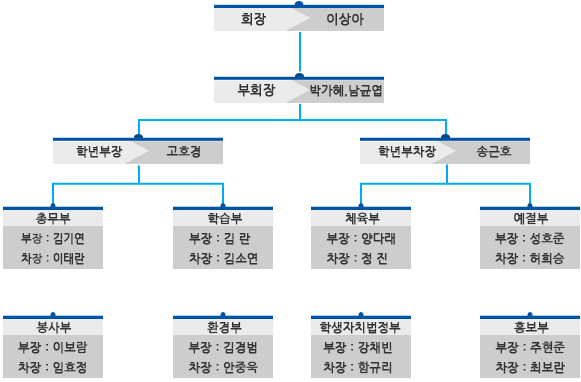 회장 이상아
부회장 박가혜,남균엽
학년부장 고호경
학년부차장 송근호
총무부
부장 : 김기연
차장 : 이태란
학습부
부장 : 김 란
차장 : 김소연
체육부
부장 : 양다래
차장 : 정 진
예절부
부장 : 성호준
차장 : 허희승
봉사부
부장 : 이보람
차장 : 임효정
환경부
부장 : 김경범
차장 : 안중욱
학생자치법정부
부장 : 강채빈
차장 : 함규리
홍보부
부장 : 주현준
차장 : 최보란